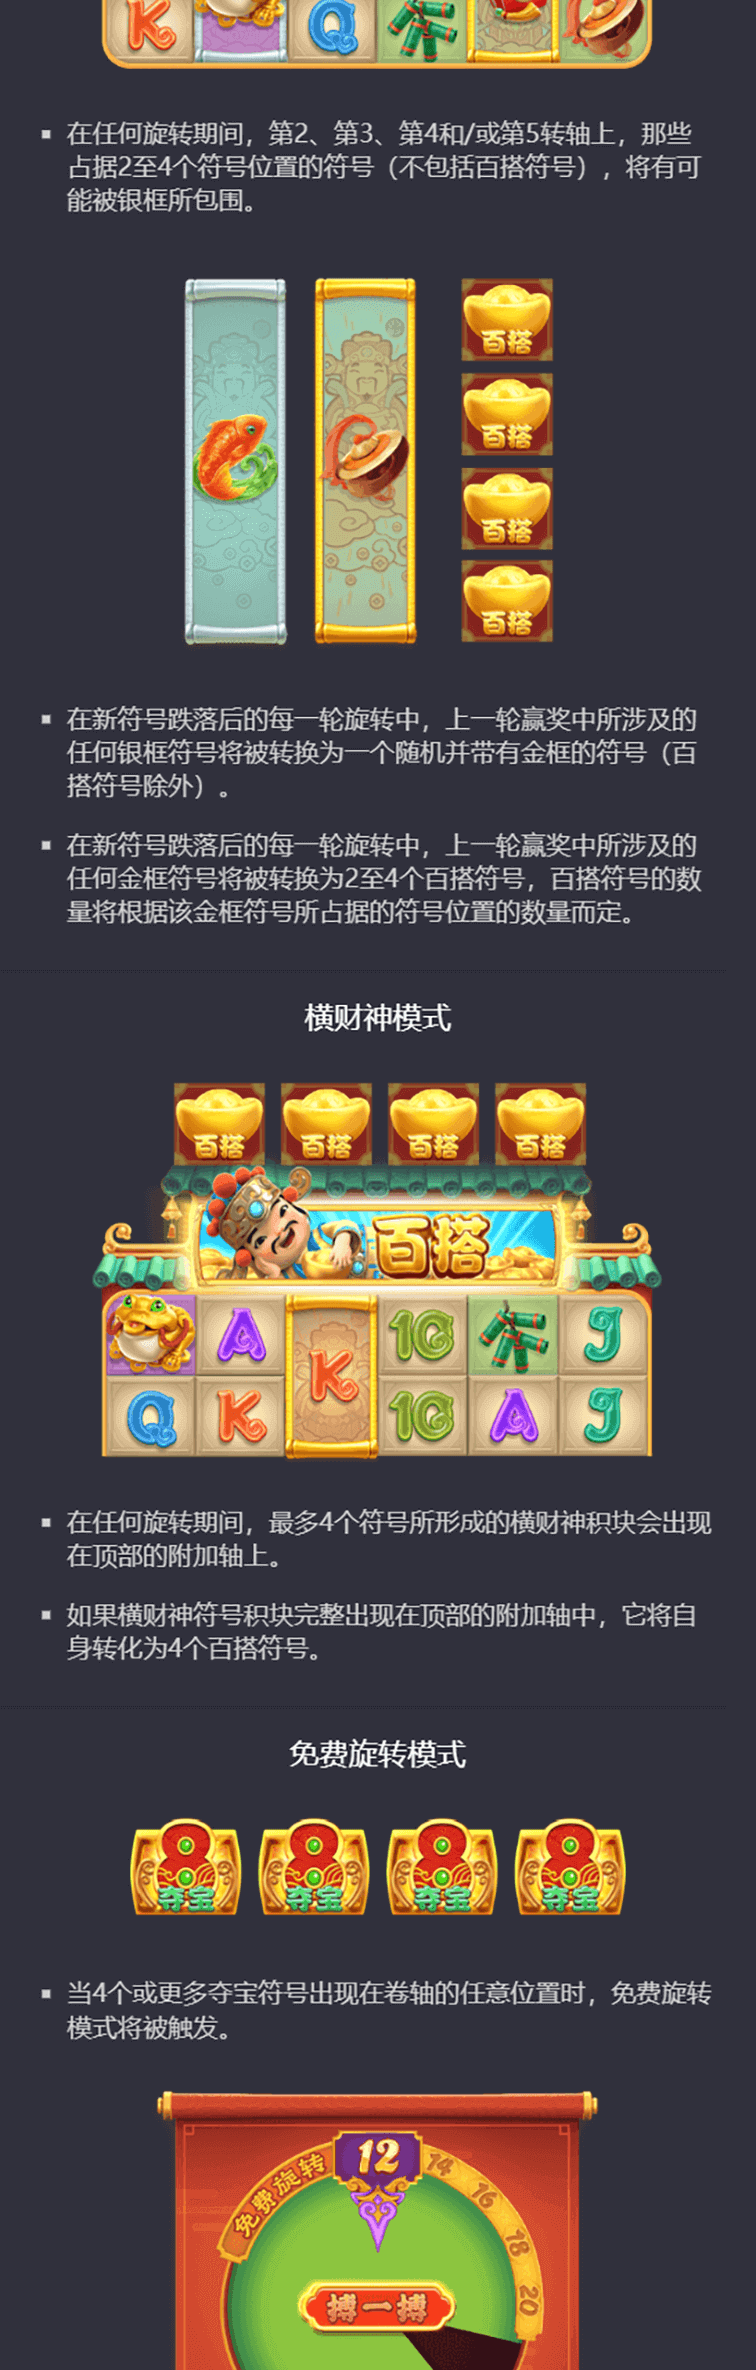 K Q
在任何旋转期间，第2、第3、第4和/或第5转轴上，那些
占据2至4个符号位置的符号（不包括百搭符号），将有可
能被银框所包围。
百搭
百搭
百搭
百搭
在新符号跌落后的每一轮旋转中，上一轮赢奖中所涉及的
任何银框符号将被转换为一个随机并带有金框的符号（百
搭符号除外）。
在新符号跌落后的每一轮旋转中，上一轮赢奖中所涉及的
任何金框符号将被转换为2至4个百搭符号，百搭符号的数
量将根据该金框符号所占据的符号位置的数量而定。
横财神模式
百搭 百搭 百搭 百搭
百搭
A K 10 J
Q K 10 A J
在任何旋转期间，最多4个符号所形成的横财神积块会出现
在顶部的附加轴上。
如果横财神符号积块完整出现在顶部的附加轴中，它将自
身转化为4个百搭符号。
免费旋转模式
8 8 8 8
夺宝 夺宝 夺宝 夺宝
当4个或更多夺宝符号出现在卷轴的任意位置时，免费旋转
模式将被触发。
免费旋转 12 14 16 18 20
搏一搏